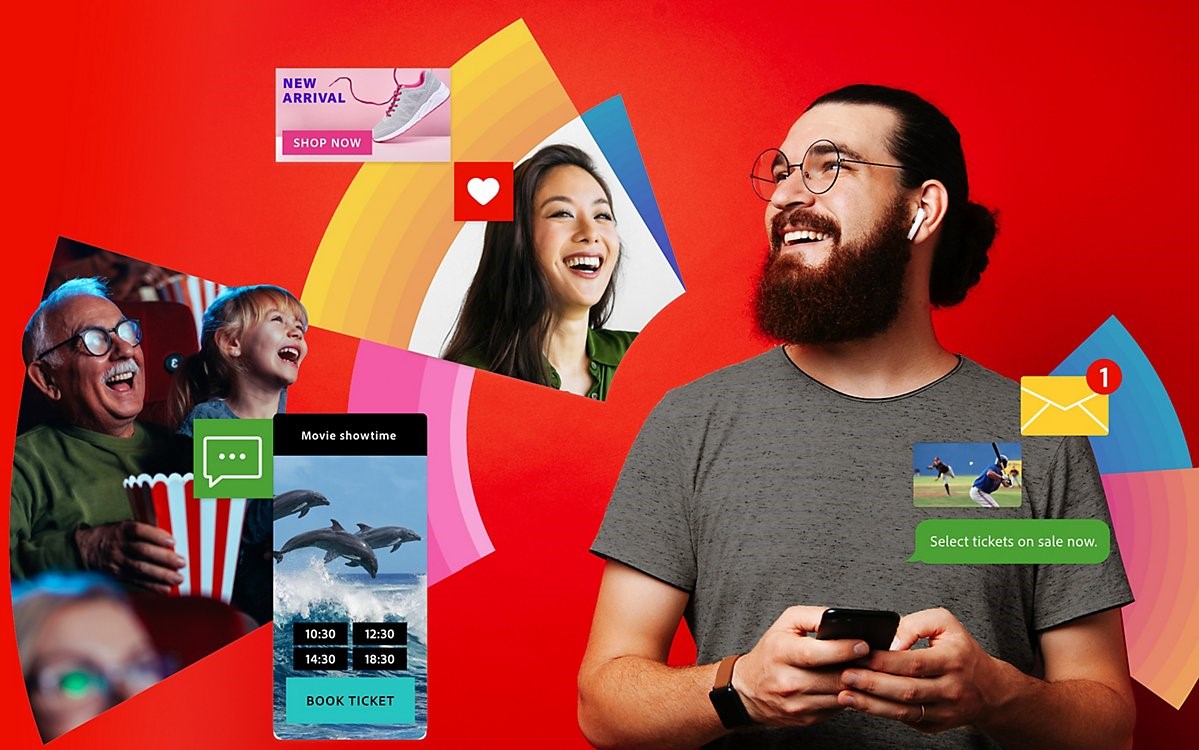 NEW
ARRIVAL
SHOP NOW
1
Movie showtime
10:30 12:30
14:30 18:30
BOOK TICKET
Select tickets on sale now.